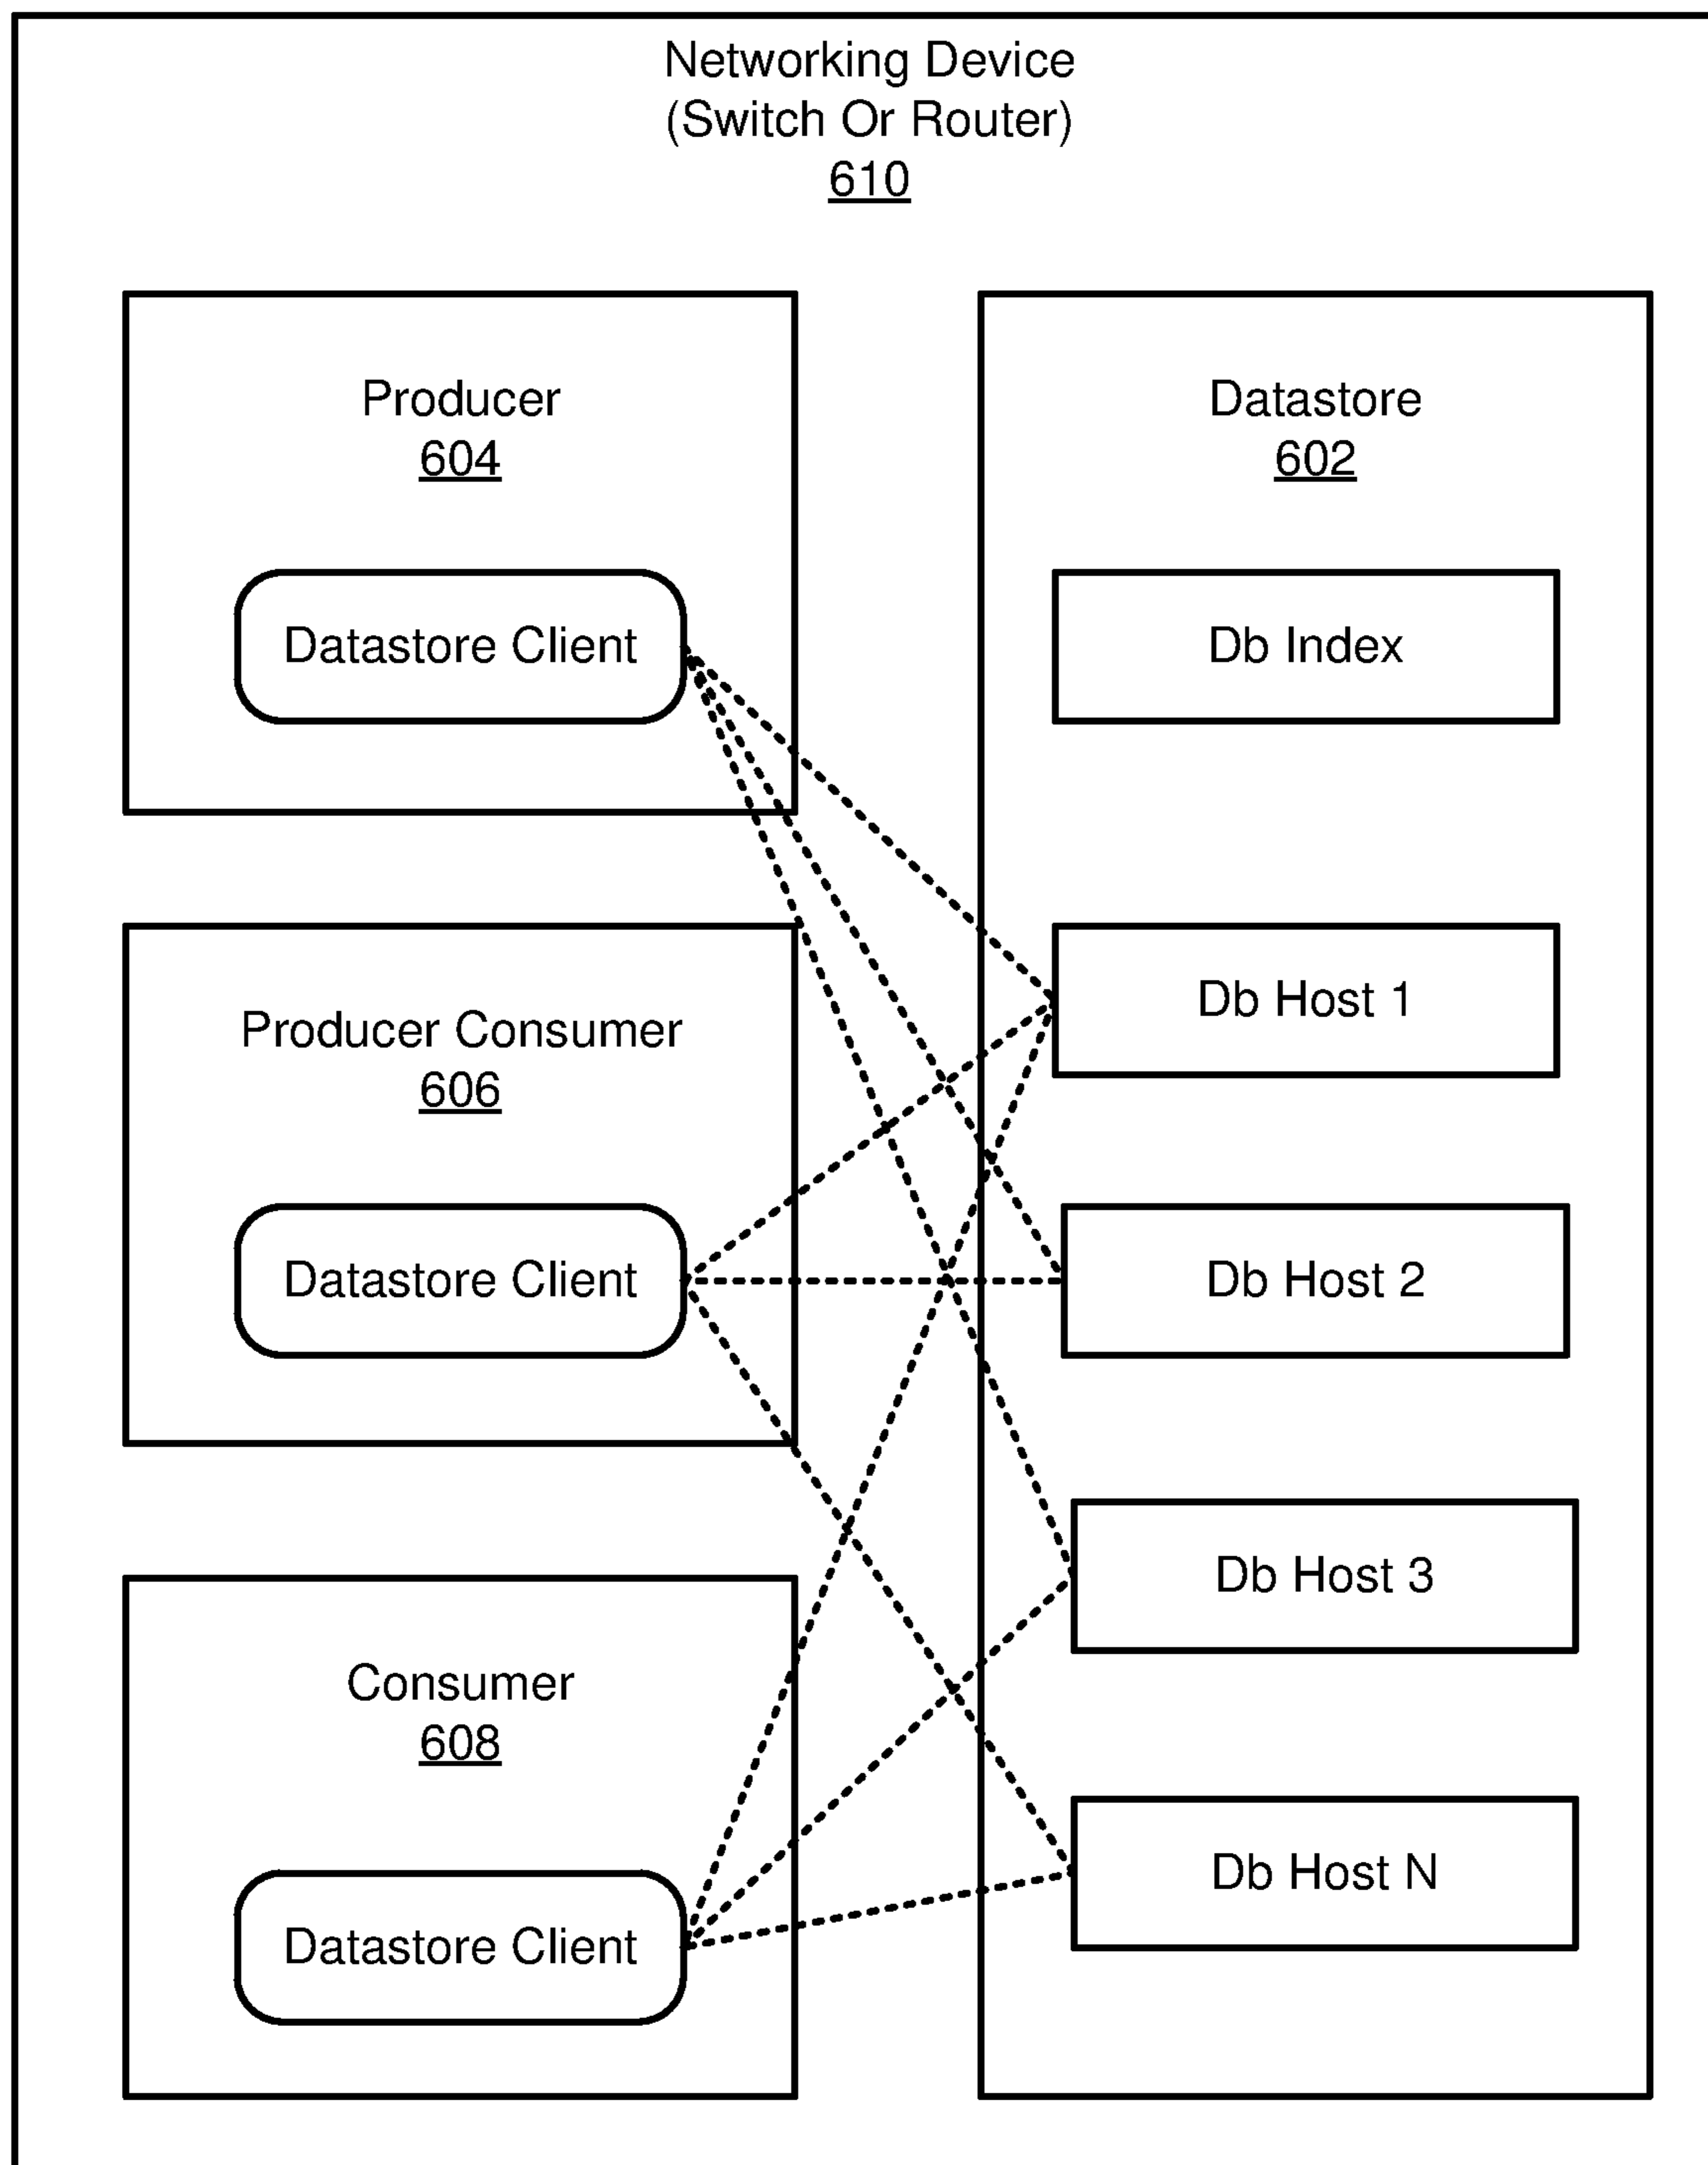 Networking Device
(Switch Or Router)
610
Producer
604
Datastore Client
Producer Consumer
606
Datastore Client
Consumer
608
Datastore Client
Datastore
602
Db Index
Db Host 1
Db Host 2
Db Host 3
Db Host N